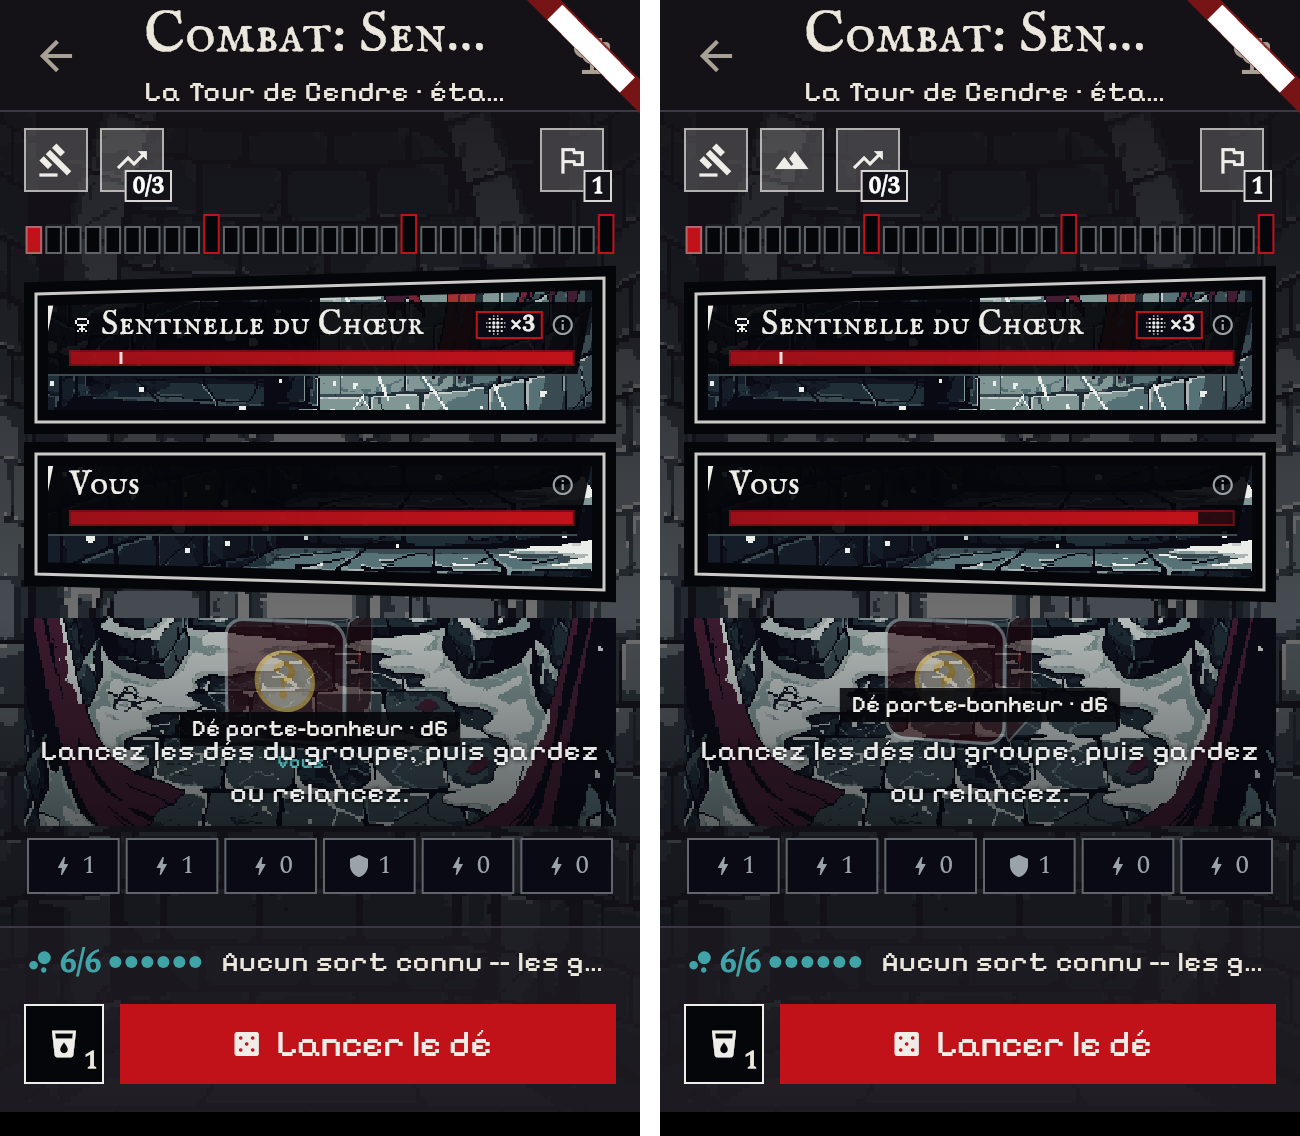 Combat: Sen...
La Tour de Cendre · éta...
0/3
1
Sentinelle du Chœur ×3
Vous
Dé porte-bonheur · d6
Lancez les dés du groupe, puis gardez
Vous
ou relancez.
1 1 0 1 0 0
6/6 Aucun sort connu -- les g...
1 Lancer le dé
Combat: Sen...
La Tour de Cendre · éta...
0/3
1
Sentinelle du Chœur ×3
Vous
Dé porte-bonheur · d6
Lancez les dés du groupe, puis gardez
ou relancez.
1 1 0 1 0 0
6/6 Aucun sort connu -- les g...
1 Lancer le dé